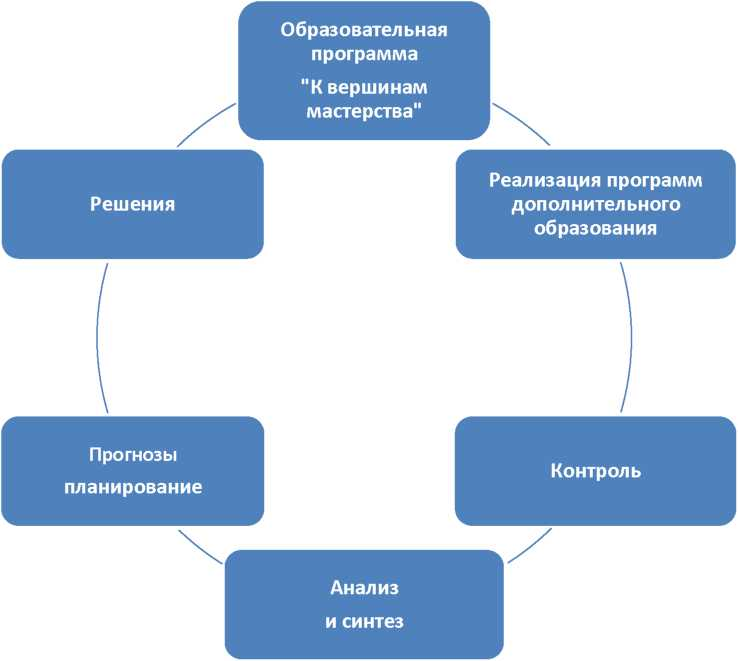 Образовательная
программа
"К вершинам
мастерства"
Реализация программ
дополнительного
образования
Контроль
Анализ
и синтез
Прогнозы
планирование
Решения